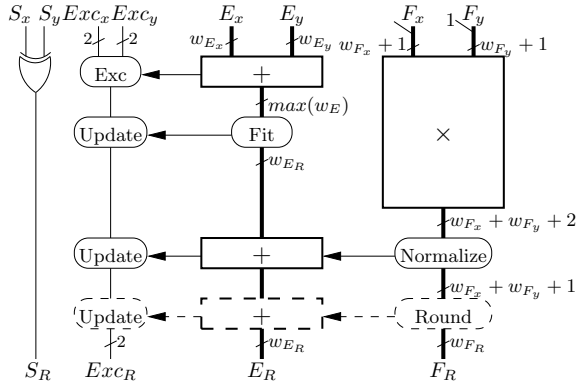 S_x S_y Exc_x Exc_y E_x E_y F_x F_y
1
2 2 w_{E_x} w_{E_y} w_{F_x} + 1 w_{F_y} + 1
Exc +
max(w_E)
Update Fit ×
w_{E_R}
w_{F_x} + w_{F_y} + 2
Update + Normalize
w_{F_x} + w_{F_y} + 1
Update + Round
2 w_{E_R} w_{F_R}
S_R Exc_R E_R F_R